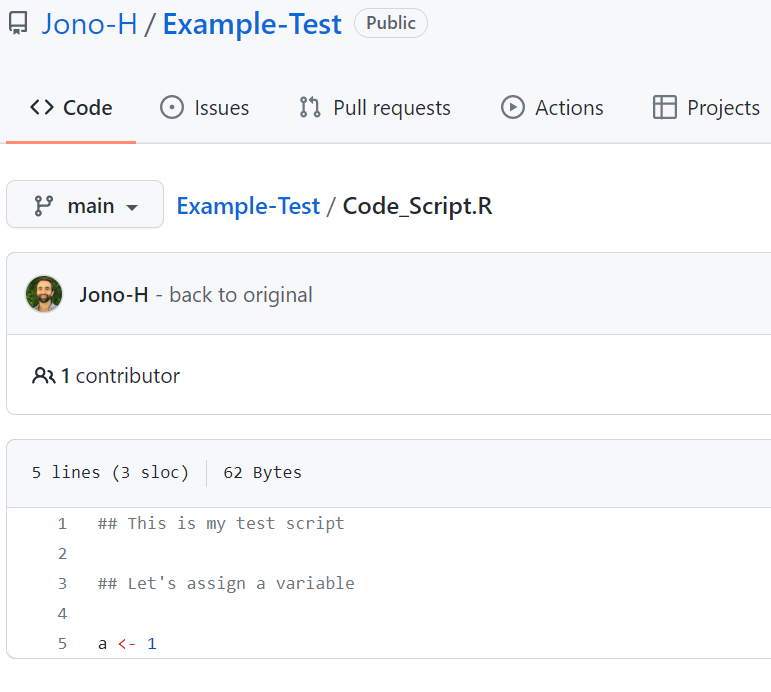 Jono-H / Example-Test Public
Code Issues Pull requests Actions Projects
main Example-Test / Code_Script.R
Jono-H - back to original
1 contributor
5 lines (3 sloc) 62 Bytes
1 ## This is my test script
2
3 ## Let's assign a variable
4
5 a <- 1